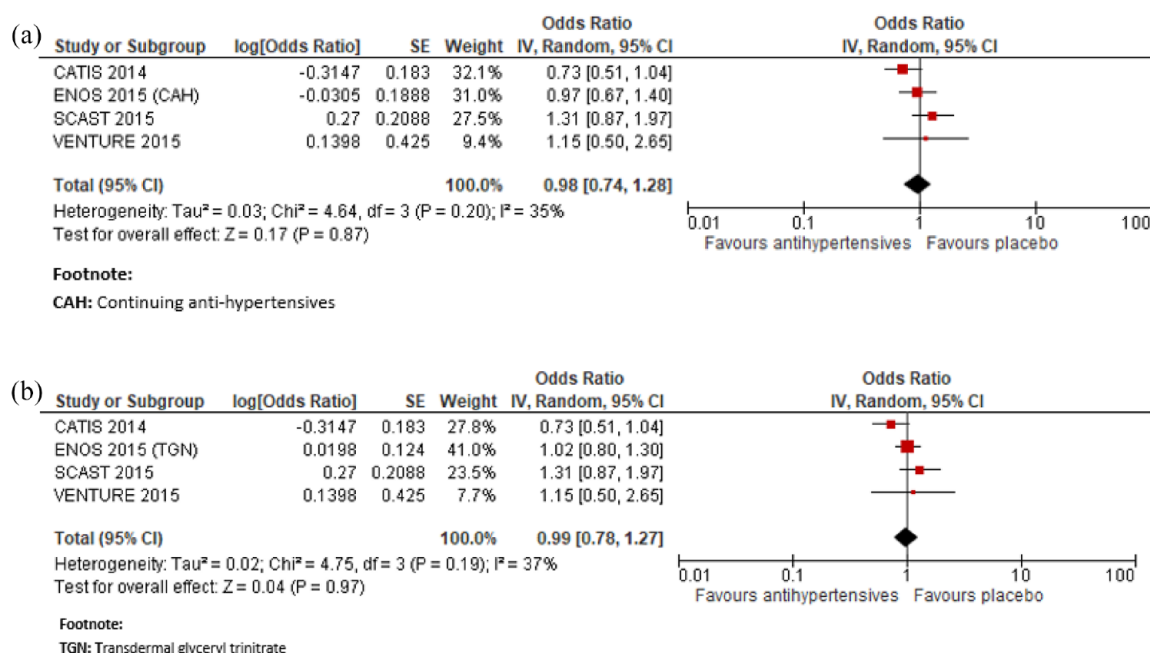 (a)
Odds Ratio Odds Ratio
Study or Subgroup log[Odds Ratio] SE Weight IV, Random, 95% CI IV, Random, 95% CI
CATIS 2014 -0.3147 0.183 32.1% 0.73 [0.51, 1.04]
ENOS 2015 (CAH) -0.0305 0.1888 31.0% 0.97 [0.67, 1.40]
SCAST 2015 0.27 0.2088 27.5% 1.31 [0.87, 1.97]
VENTURE 2015 0.1398 0.425 9.4% 1.15 [0.50, 2.65]
Total (95% CI) 100.0% 0.98 [0.74, 1.28]
Heterogeneity: Tau² = 0.03; Chi² = 4.64, df = 3 (P = 0.20); I² = 35%
Test for overall effect: Z = 0.17 (P = 0.87)
0.01 0.1 1 10 100
Favours antihypertensives Favours placebo
Footnote:
CAH: Continuing anti-hypertensives
(b)
Odds Ratio Odds Ratio
Study or Subgroup log[Odds Ratio] SE Weight IV, Random, 95% CI IV, Random, 95% CI
CATIS 2014 -0.3147 0.183 27.8% 0.73 [0.51, 1.04]
ENOS 2015 (TGN) 0.0198 0.124 41.0% 1.02 [0.80, 1.30]
SCAST 2015 0.27 0.2088 23.5% 1.31 [0.87, 1.97]
VENTURE 2015 0.1398 0.425 7.7% 1.15 [0.50, 2.65]
Total (95% CI) 100.0% 0.99 [0.78, 1.27]
Heterogeneity: Tau² = 0.02; Chi² = 4.75, df = 3 (P = 0.19); I² = 37%
Test for overall effect: Z = 0.04 (P = 0.97)
0.01 0.1 1 10 100
Favours antihypertensives Favours placebo
Footnote:
TGN: Transdermal glyceryl trinitrate